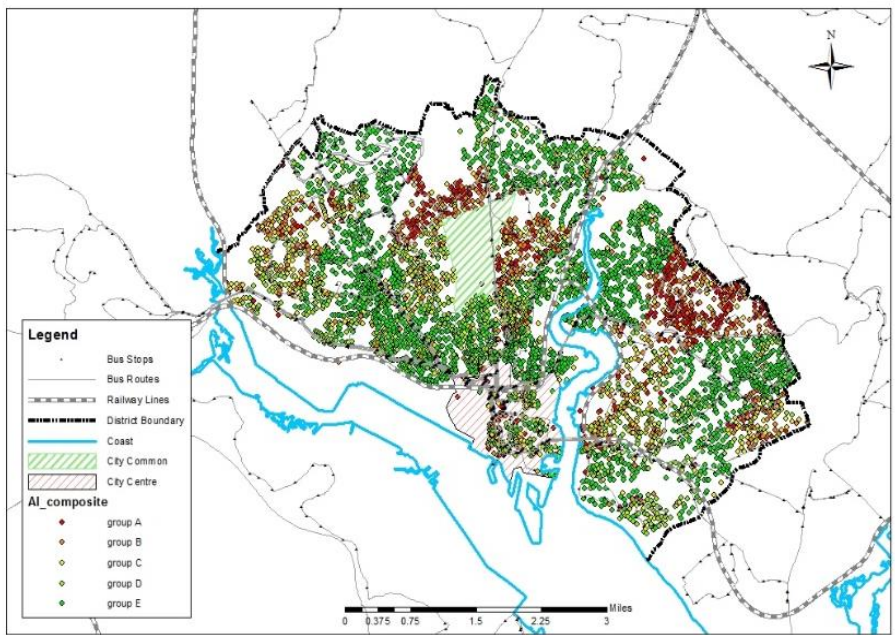 N
Legend
Bus Stops
Bus Routes
Railway Lines
District Boundary
Coast
City Common
City Centre
AI_composite
group A
group B
group C
group D
group E
Miles
0 0.375 0.75 1.5 2.25 3